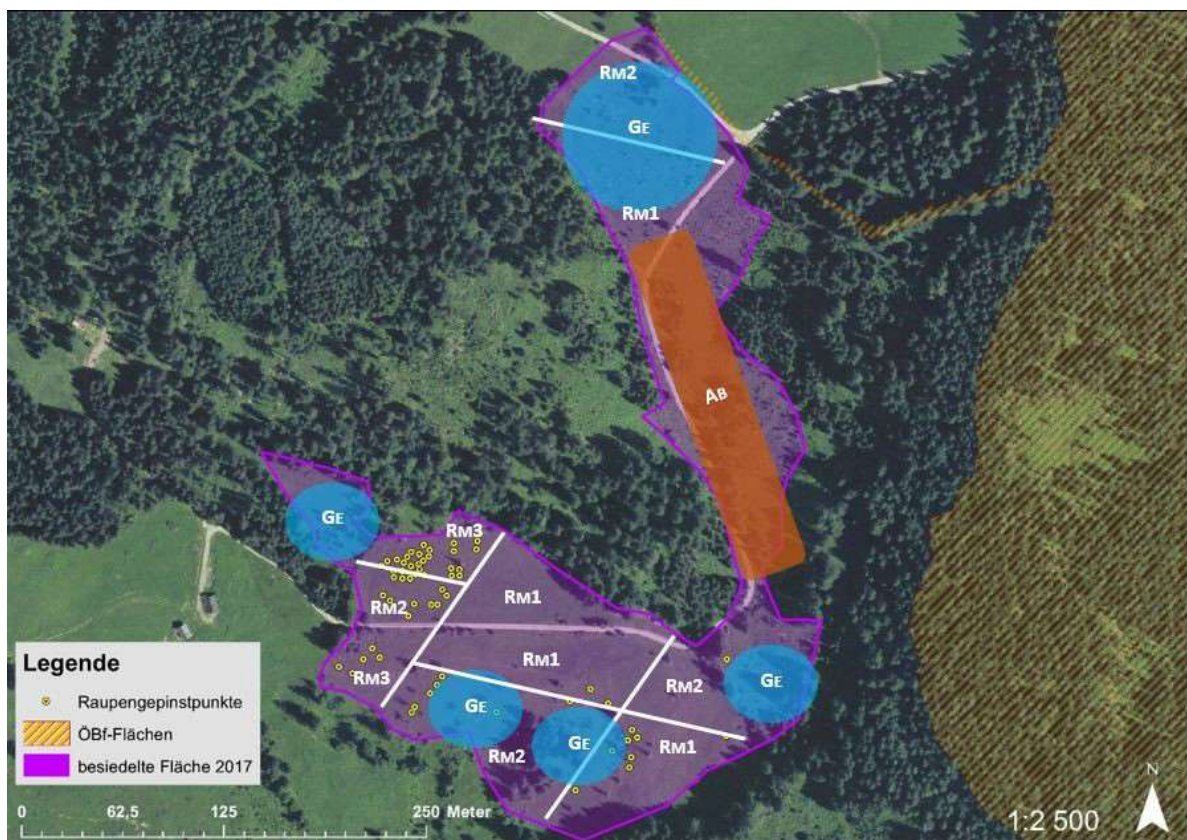 RM2
GE
RM1
AB
GE
RM3
RM2
RM1
RM1
RM3
RM2
GE
GE
GE
RM2
RM1
Legende
Raupengepinstpunkte
ÖBf-Flächen
besiedelte Fläche 2017
0 62,5 125 250 Meter
N
1:2 500